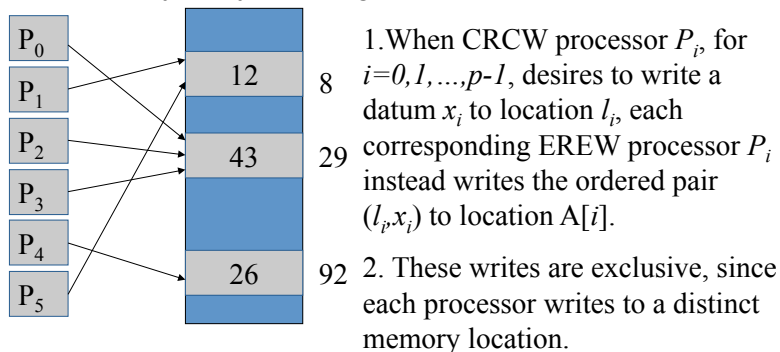 P₀
P₁
P₂
P₃
P₄
P₅
12
43
26
8
29
92
1.When CRCW processor Pᵢ, for
i=0,1,…,p-1, desires to write a
datum xᵢ to location lᵢ, each
corresponding EREW processor Pᵢ
instead writes the ordered pair
(lᵢ,xᵢ) to location A[i].
2. These writes are exclusive, since
each processor writes to a distinct
memory location.